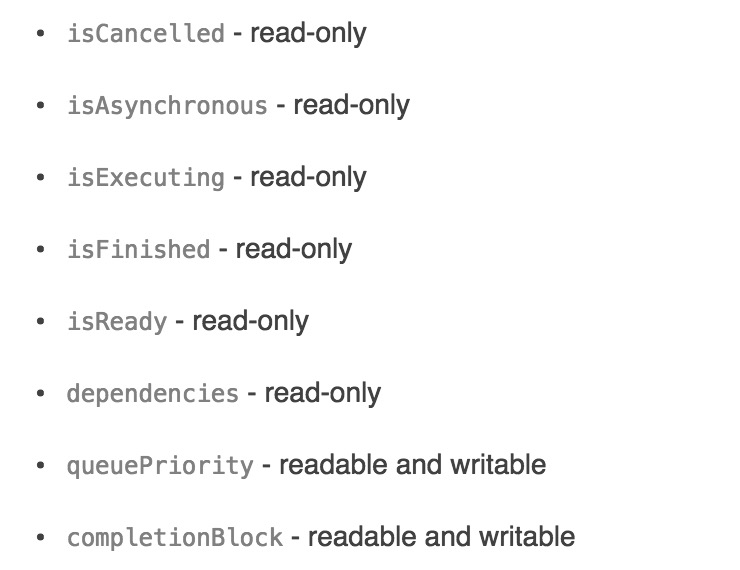 • isCancelled - read-only
• isAsynchronous - read-only
• isExecuting - read-only
• isFinished - read-only
• isReady - read-only
• dependencies - read-only
• queuePriority - readable and writable
• completionBlock - readable and writable